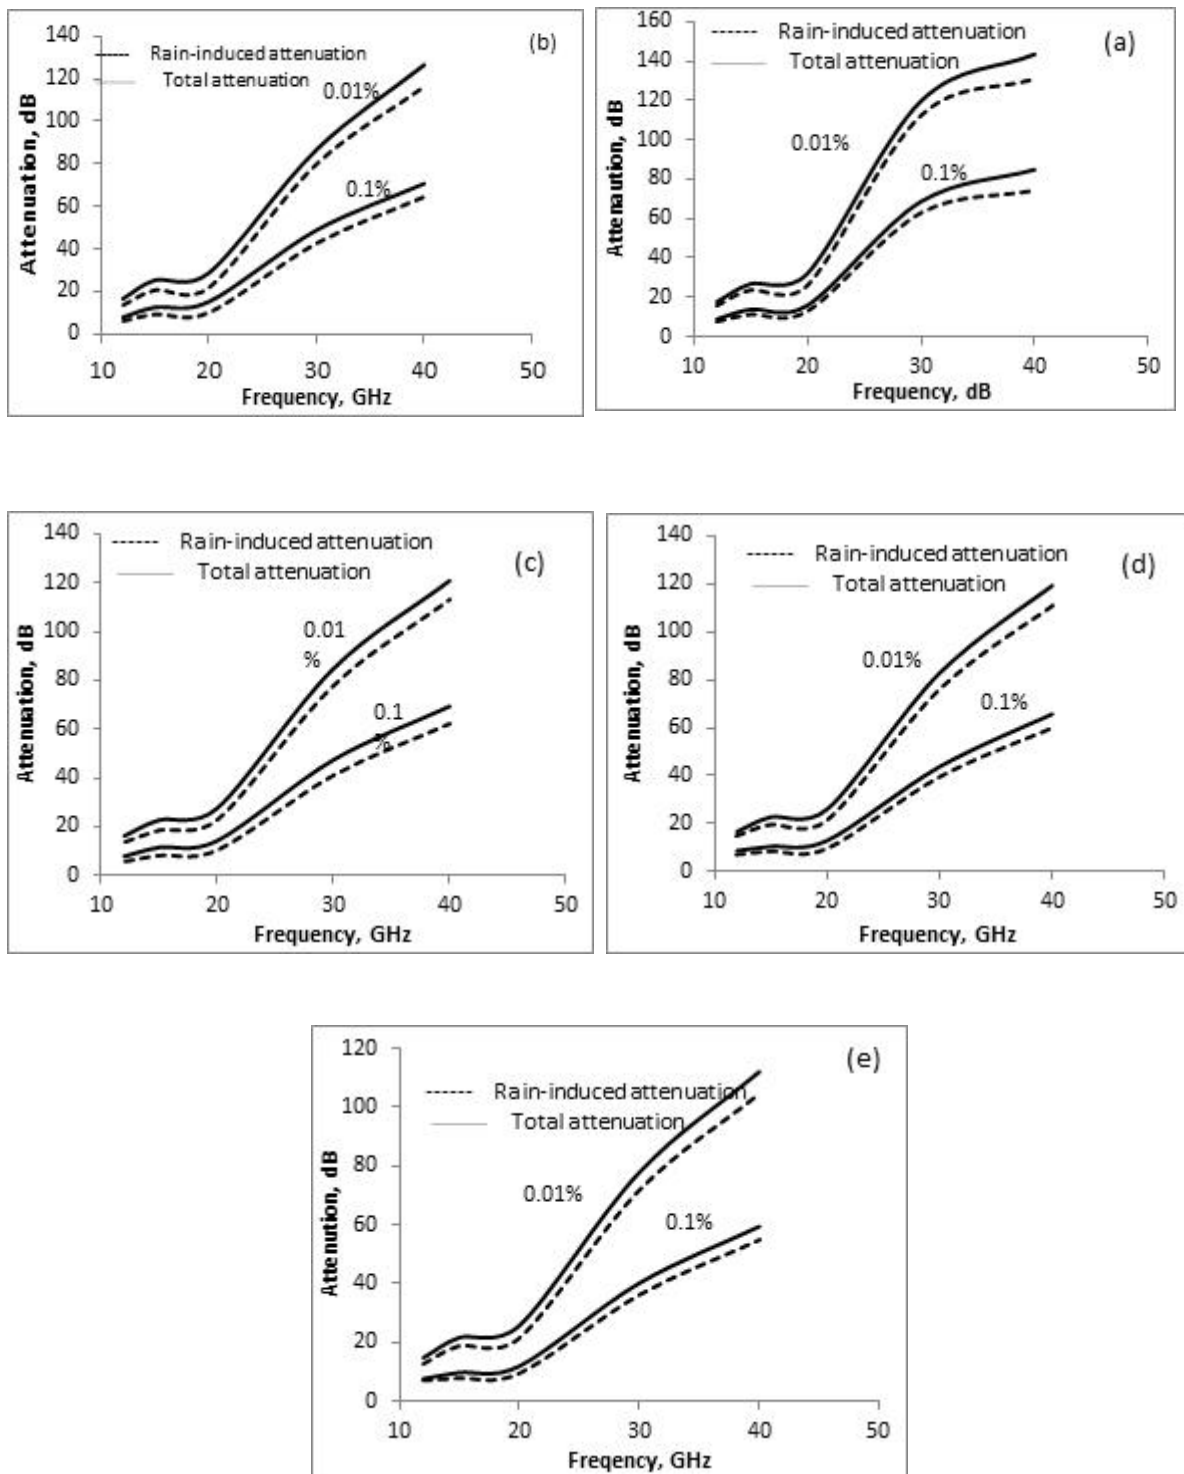 140
120
100
80
60
40
20
0
(b)
Rain-induced attenuation
Total attenuation
0.01%
0.1%
Attenuation, dB
10 20 30 40 50
Frequency, GHz
160
140
120
100
80
60
40
20
0
(a)
Rain-induced attenuation
Total attenuation
0.01%
0.1%
Attenaution, dB
10 20 30 40 50
Frequency, dB
140
120
100
80
60
40
20
0
Rain-induced attenuation
Total attenuation
(c)
0.01
%
0.1
%
Attenuation, dB
10 20 30 40 50
Frequency, GHz
140
120
100
80
60
40
20
0
Rain-induced attenuation
Total attenuation
(d)
0.01%
0.1%
Attenuation, dB
10 20 30 40 50
Frequency, GHz
120
100
80
60
40
20
0
(e)
Rain-induced attenuation
Total attenuation
0.01%
0.1%
Attenution, dB
10 20 30 40 50
Freqency, GHz